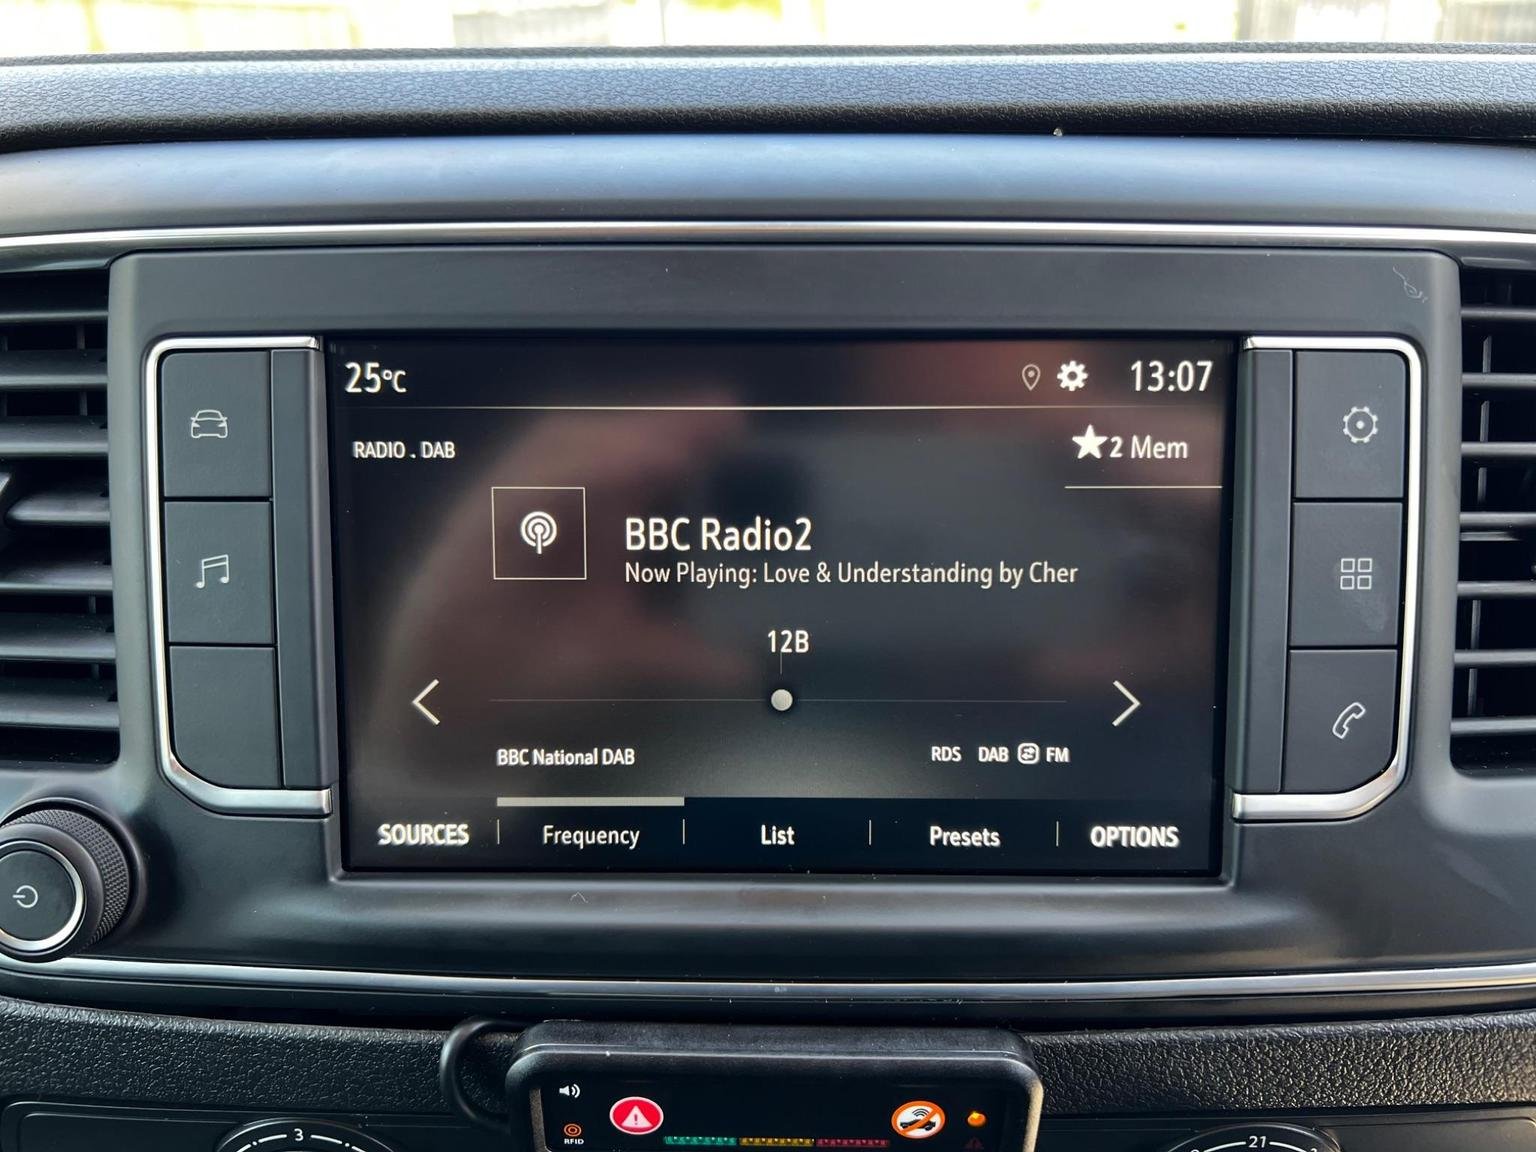 25°C 13:07
RADIO . DAB
2 Mem
BBC Radio2
Now Playing: Love & Understanding by Cher
12B
BBC National DAB
RDS DAB FM
SOURCES Frequency List Presets OPTIONS
RFID
3
21